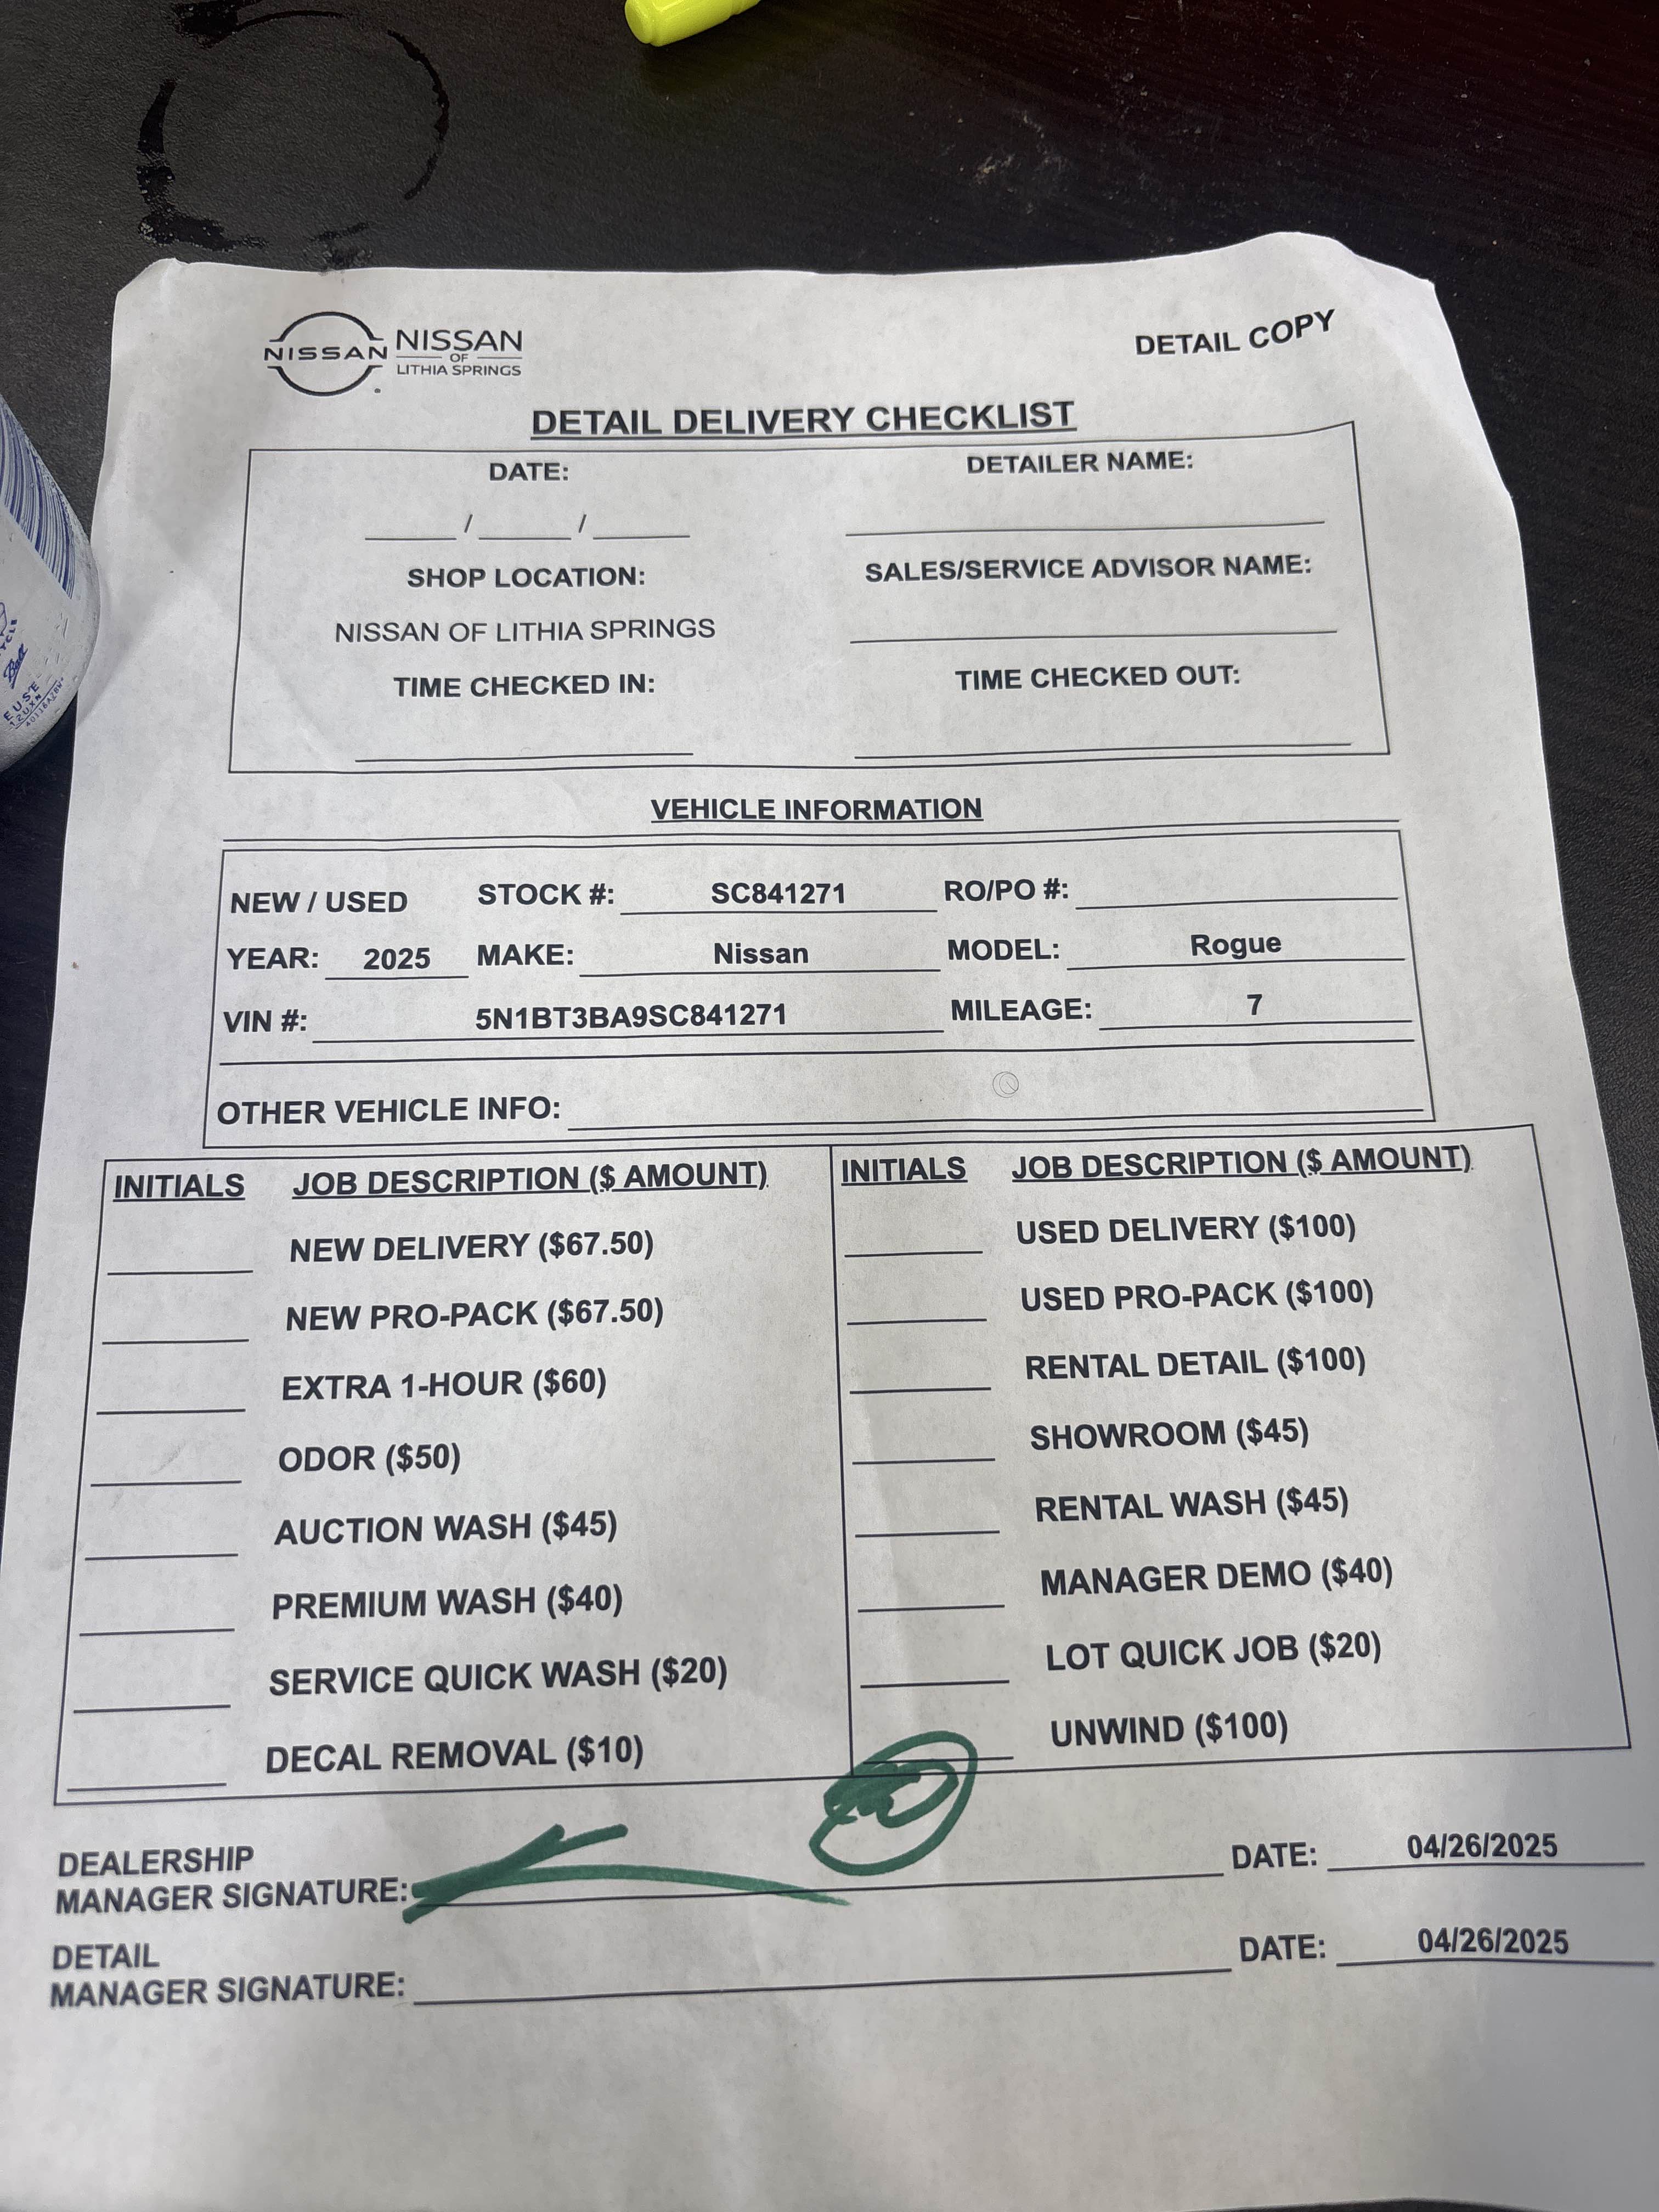 NISSAN NISSAN
OF
LITHIA SPRINGS
DETAIL COPY
DETAIL DELIVERY CHECKLIST
DATE: DETAILER NAME:
____ / ____ / ____ ____
SHOP LOCATION: SALES/SERVICE ADVISOR NAME:
NISSAN OF LITHIA SPRINGS
TIME CHECKED IN: TIME CHECKED OUT:
VEHICLE INFORMATION
NEW / USED STOCK #: SC841271 RO/PO #:
YEAR: 2025 MAKE: Nissan MODEL: Rogue
VIN #: 5N1BT3BA9SC841271 MILEAGE: 7
OTHER VEHICLE INFO:
INITIALS JOB DESCRIPTION ($ AMOUNT) INITIALS JOB DESCRIPTION ($ AMOUNT)
NEW DELIVERY ($67.50) USED DELIVERY ($100)
NEW PRO-PACK ($67.50) USED PRO-PACK ($100)
EXTRA 1-HOUR ($60) RENTAL DETAIL ($100)
ODOR ($50) SHOWROOM ($45)
AUCTION WASH ($45) RENTAL WASH ($45)
PREMIUM WASH ($40) MANAGER DEMO ($40)
SERVICE QUICK WASH ($20) LOT QUICK JOB ($20)
DECAL REMOVAL ($10) UNWIND ($100)
DEALERSHIP
MANAGER SIGNATURE: DATE: 04/26/2025
DETAIL
MANAGER SIGNATURE: DATE: 04/26/2025